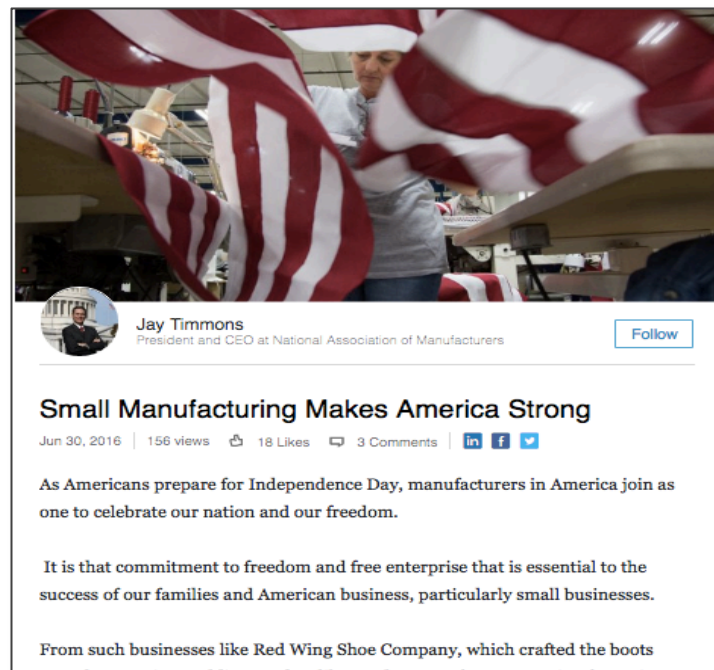 Jay Timmons
President and CEO at National Association of Manufacturers
Follow
Small Manufacturing Makes America Strong
Jun 30, 2016 156 views 18 Likes 3 Comments in f
As Americans prepare for Independence Day, manufacturers in America join as
one to celebrate our nation and our freedom.
It is that commitment to freedom and free enterprise that is essential to the
success of our families and American business, particularly small businesses.
From such businesses like Red Wing Shoe Company, which crafted the boots